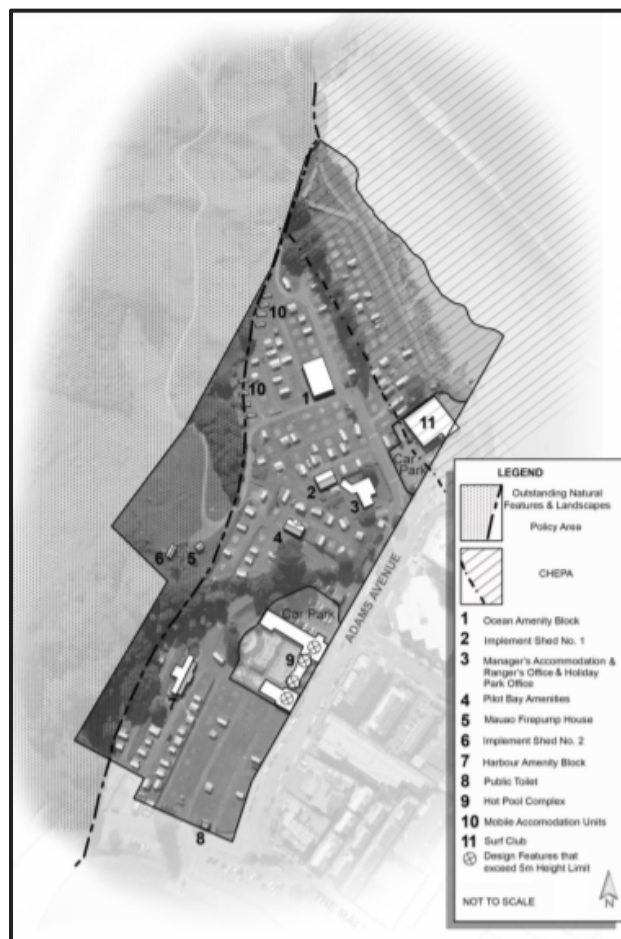 10
10
1
11
Car
Park
2
3
4
6
5
ADAMS AVENUE
Car Park
9
7
8
THE MALL
LEGEND
Outstanding Natural
Features & Landscapes
Policy Area
CHEPA
1 Ocean Amenity Block
2 Implement Shed No. 1
3 Manager's Accommodation &
Ranger's Office & Holiday
Park Office
4 Pilot Bay Amenities
5 Mauao Firepump House
6 Implement Shed No. 2
7 Harbour Amenity Block
8 Public Toilet
9 Hot Pool Complex
10 Mobile Accomodation Units
11 Surf Club
Design Features that
exceed 5m Height Limit
NOT TO SCALE
N